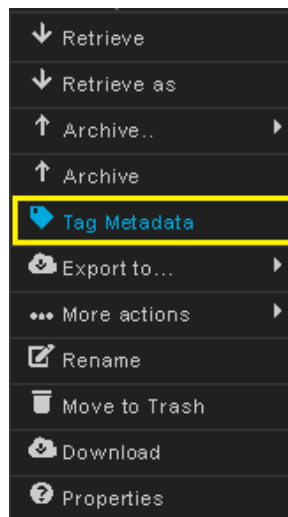 Retrieve
Retrieve as
Archive..
Archive
Tag Metadata
Export to...
More actions
Rename
Move to Trash
Download
Properties